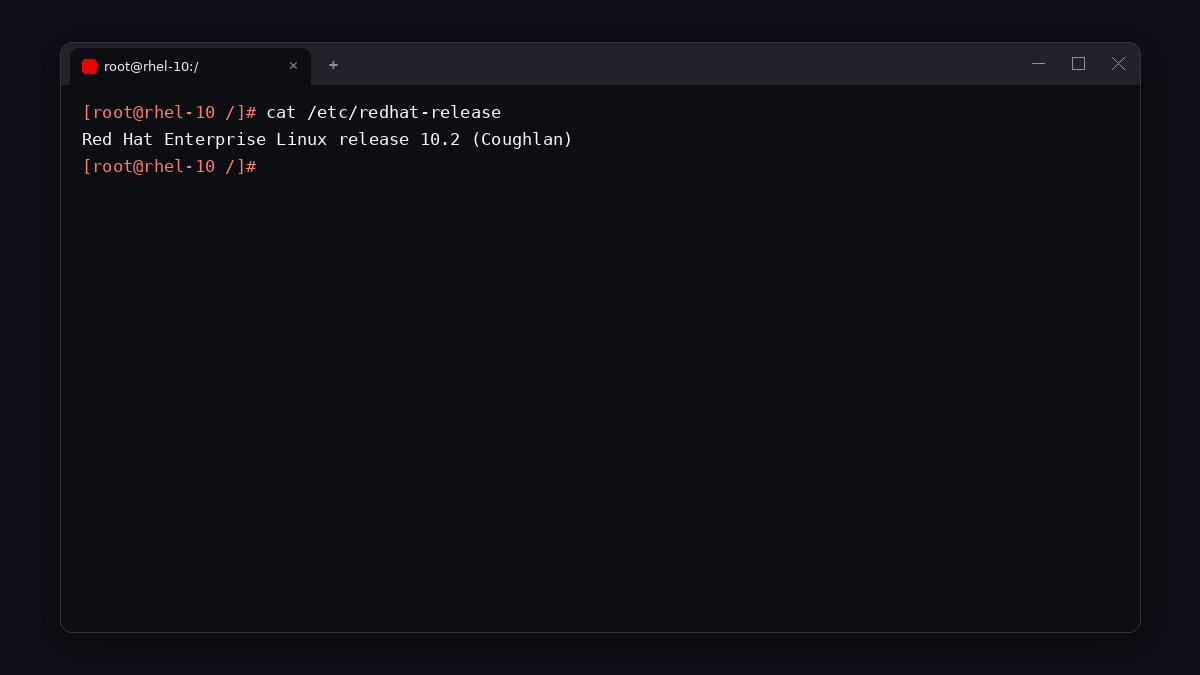 root@rhel-10:/
[root@rhel-10 /]# cat /etc/redhat-release
Red Hat Enterprise Linux release 10.2 (Coughlan)
[root@rhel-10 /]#